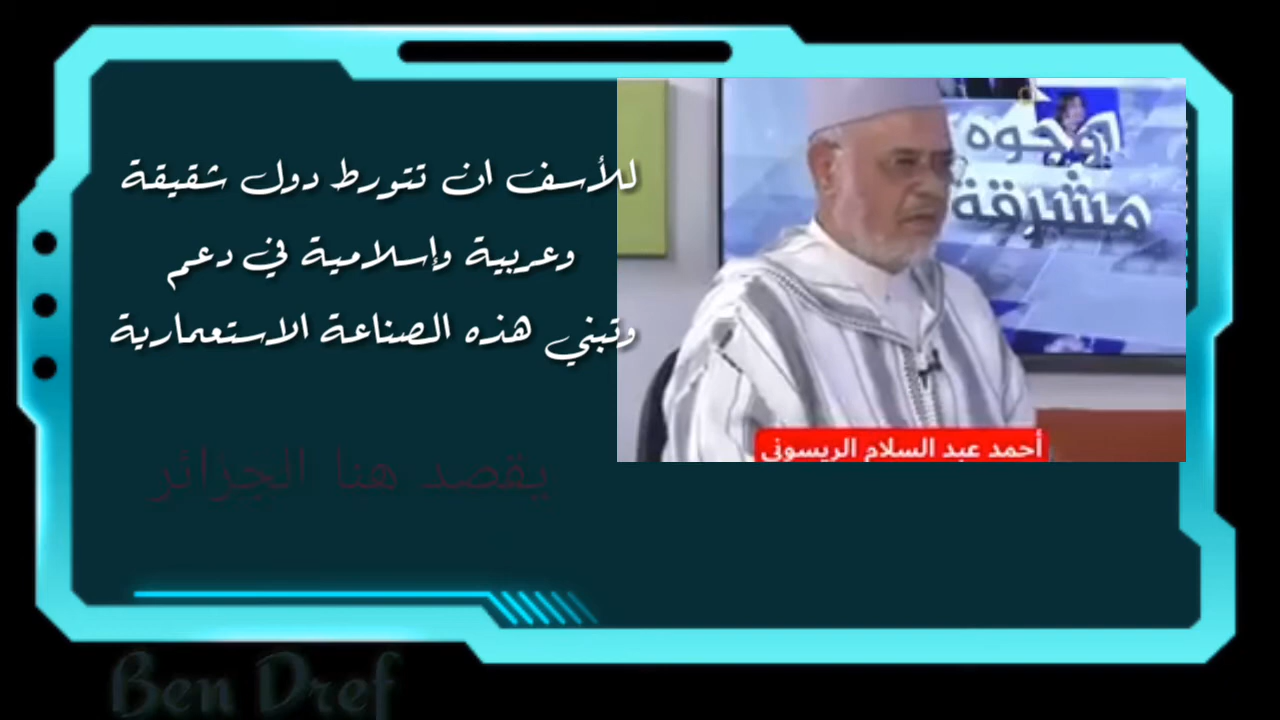 للأسف ان تتورط دول شقيقة
وعربية وإسلامية في دعم
وتبني هذه الصناعة الاستعمارية
يقصد هنا الجزائر
وجوه
مشرقة
أحمد عبد السلام الريسوني
Ben Dref